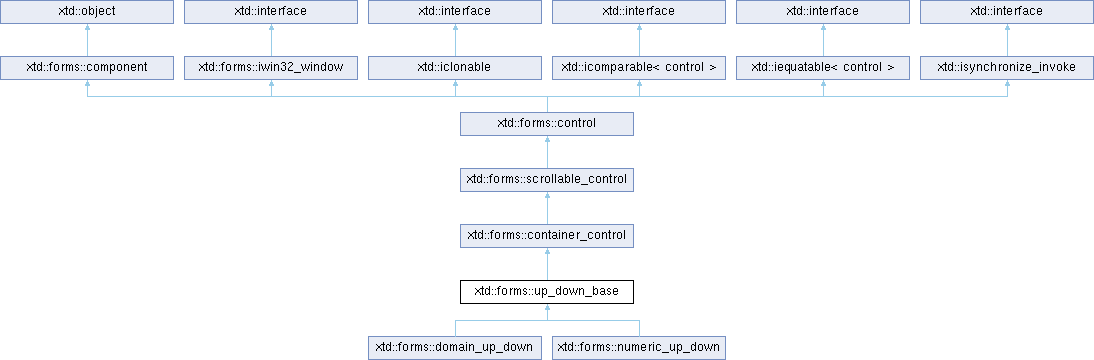 xtd::object
xtd::interface
xtd::interface
xtd::interface
xtd::interface
xtd::interface
xtd::forms::component
xtd::forms::iwin32_window
xtd::iclonable
xtd::icomparable< control >
xtd::iequatable< control >
xtd::isynchronize_invoke
xtd::forms::control
xtd::forms::scrollable_control
xtd::forms::container_control
xtd::forms::up_down_base
xtd::forms::domain_up_down
xtd::forms::numeric_up_down